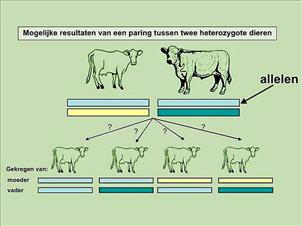 Mogelijke resultaten van een paring tussen twee heterozygote dieren
allelen
? ? ? ?
Gekregen van:
moeder
vader